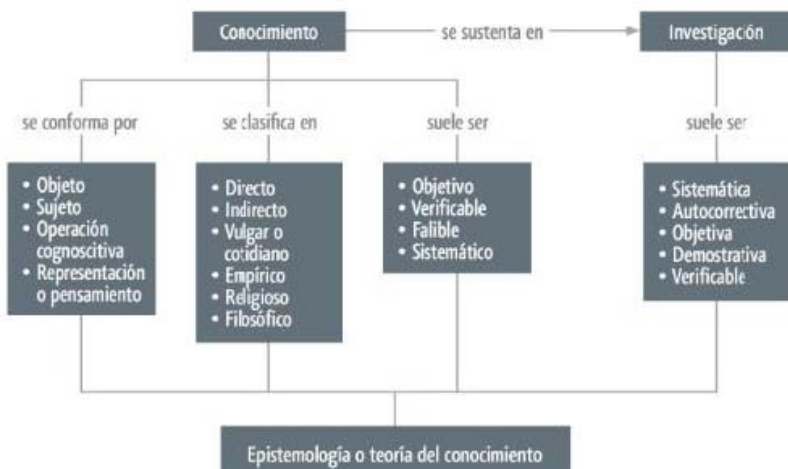 Conocimiento
se sustenta en
Investigación
se conforma por
se clasifica en
suele ser
suele ser
• Objeto
• Sujeto
• Operación
cognoscitiva
• Representación
o pensamiento
• Directo
• Indirecto
• Vulgar o
cotidiano
• Empírico
• Religioso
• Filosófico
• Objetivo
• Verificable
• Falible
• Sistemático
• Sistemática
• Autocorrectiva
• Objetiva
• Demostrativa
• Verificable
Epistemología o teoría del conocimiento